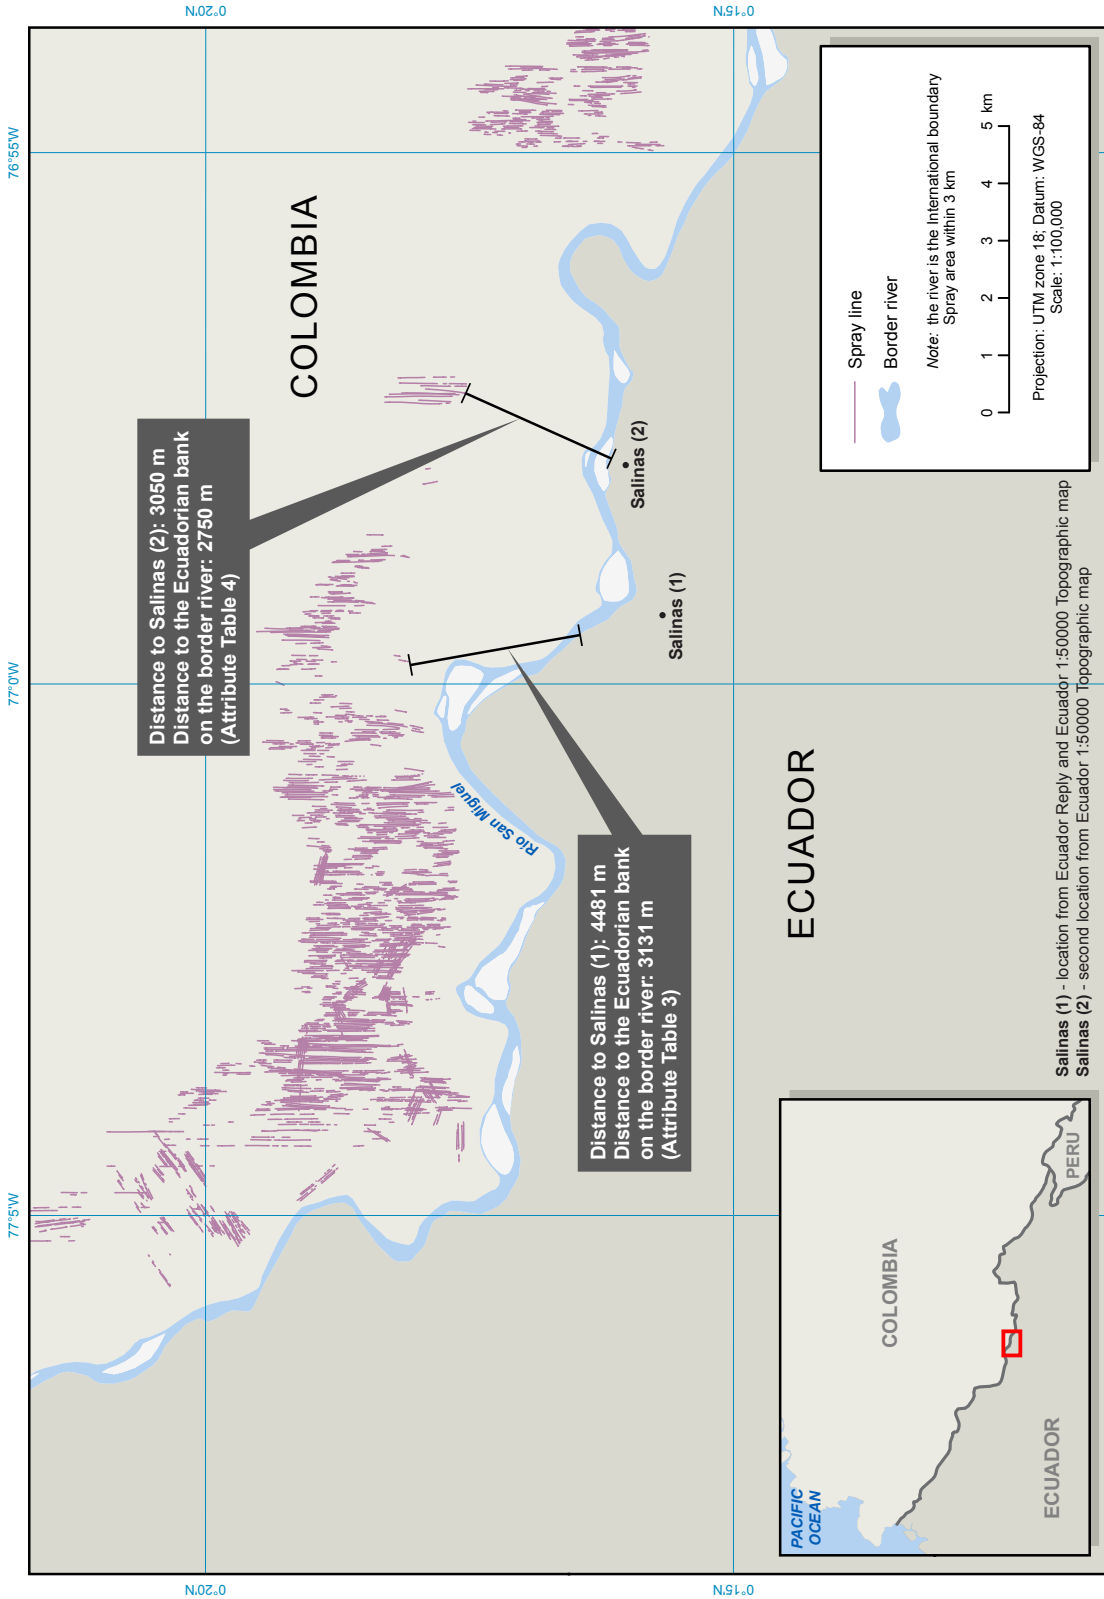 77°5'W
77°0'W
76°55'W
0°20'N
0°20'N
0°15'N
0°15'N
COLOMBIA
Distance to Salinas (2): 3050 m
Distance to the Ecuadorian bank
on the border river: 2750 m
(Attribute Table 4)
Río San Miguel
Salinas (2)
Salinas (1)
Distance to Salinas (1): 4481 m
Distance to the Ecuadorian bank
on the border river: 3131 m
(Attribute Table 3)
ECUADOR
PACIFIC
OCEAN
COLOMBIA
ECUADOR
PERU
Salinas (1) - location from Ecuador Reply and Ecuador 1:50000 Topographic map
Salinas (2) - second location from Ecuador 1:50000 Topographic map
Spray line
Border river
Note: the river is the International boundary
Spray area within 3 km
0 1 2 3 4 5 km
Projection: UTM zone 18; Datum: WGS-84
Scale: 1:100,000